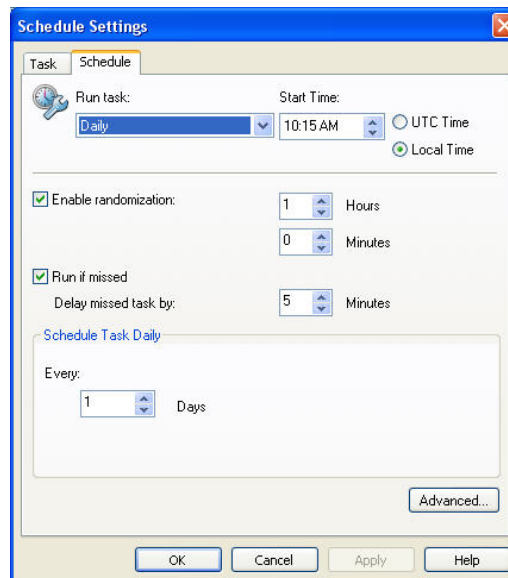 Schedule Settings
Task Schedule
Run task: Start Time:
Daily 10:15 AM UTC Time
Local Time
Enable randomization: 1 Hours
0 Minutes
Run if missed
Delay missed task by: 5 Minutes
Schedule Task Daily
Every:
1 Days
Advanced...
OK Cancel Apply Help